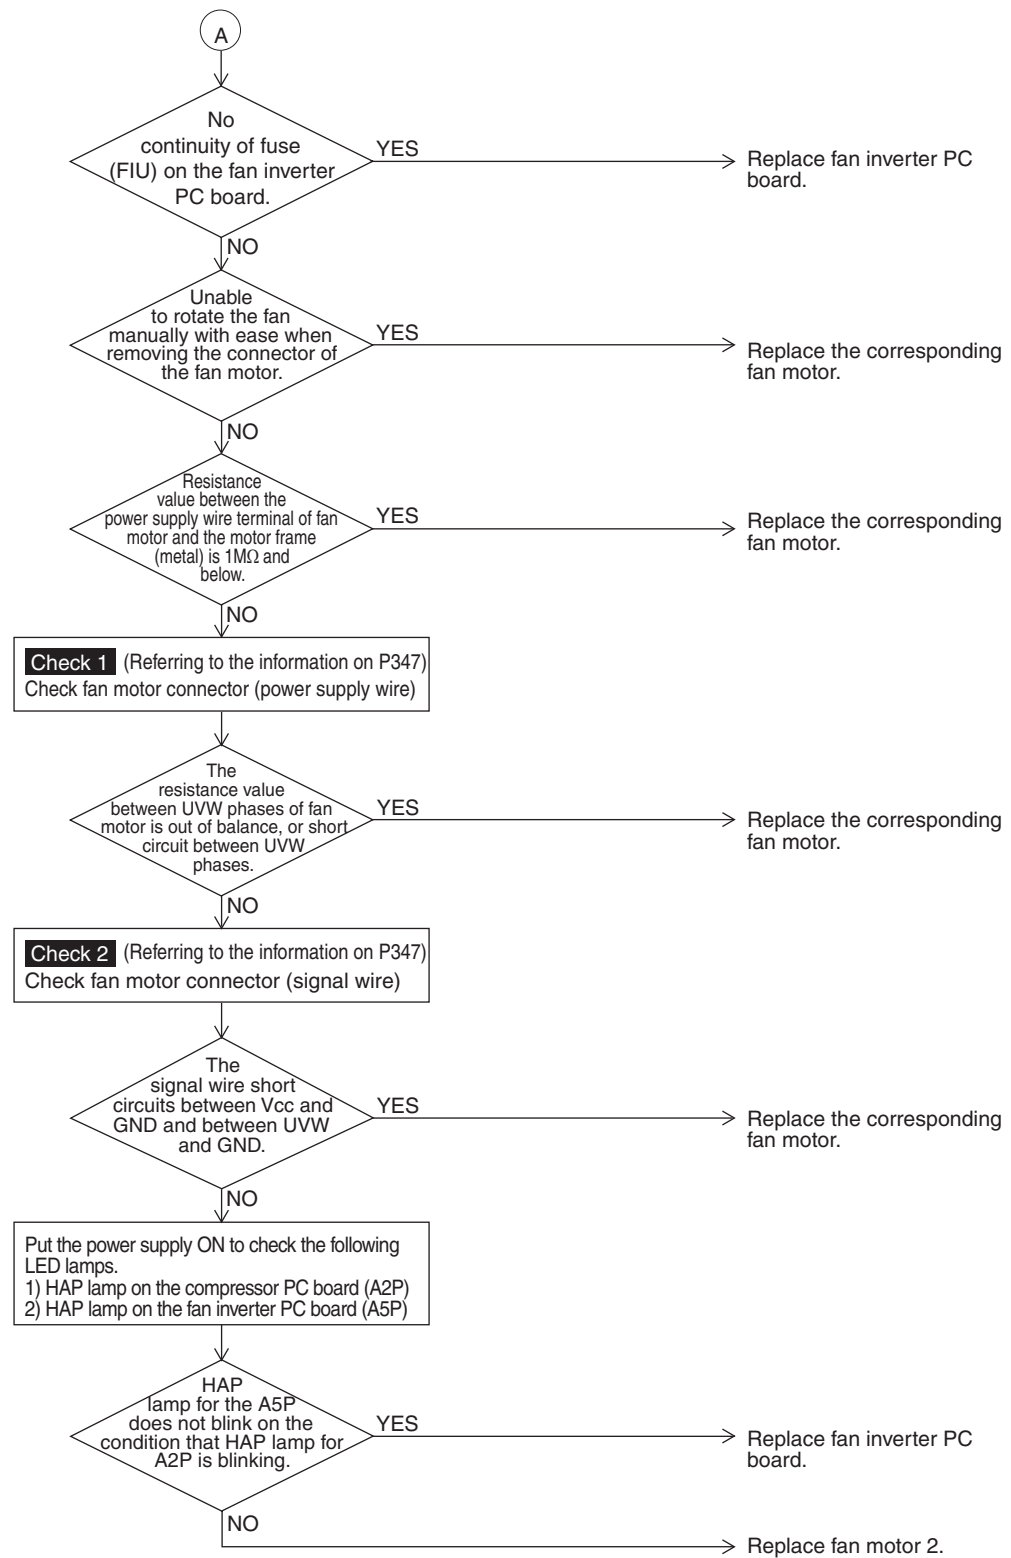 A
No
continuity of fuse
(FIU) on the fan inverter
PC board.
YES
Replace fan inverter PC
board.
NO
Unable
to rotate the fan
manually with ease when
removing the connector of
the fan motor.
YES
Replace the corresponding
fan motor.
NO
Resistance
value between the
power supply wire terminal of fan
motor and the motor frame
(metal) is 1MΩ and
below.
YES
Replace the corresponding
fan motor.
NO
Check 1 (Referring to the information on P347)
Check fan motor connector (power supply wire)
The
resistance value
between UVW phases of fan
motor is out of balance, or short
circuit between UVW
phases.
YES
Replace the corresponding
fan motor.
NO
Check 2 (Referring to the information on P347)
Check fan motor connector (signal wire)
The
signal wire short
circuits between Vcc and
GND and between UVW
and GND.
YES
Replace the corresponding
fan motor.
NO
Put the power supply ON to check the following
LED lamps.
1) HAP lamp on the compressor PC board (A2P)
2) HAP lamp on the fan inverter PC board (A5P)
HAP
lamp for the A5P
does not blink on the
condition that HAP lamp for
A2P is blinking.
YES
Replace fan inverter PC
board.
NO
Replace fan motor 2.